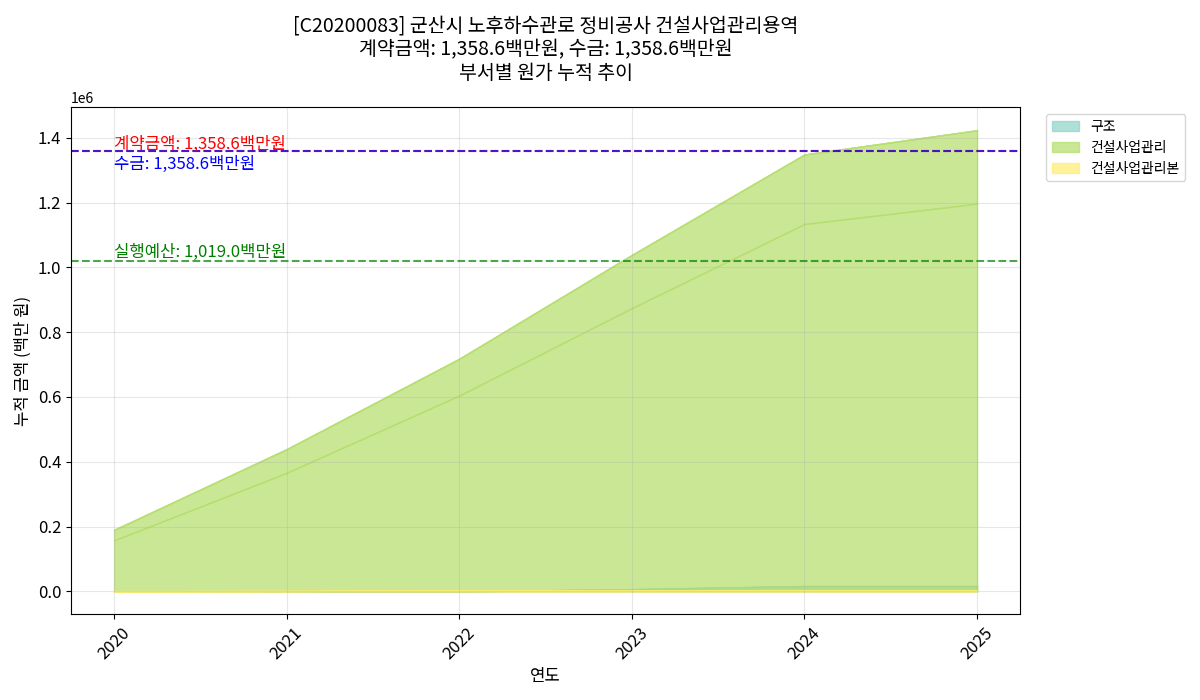 [C20200083] 군산시 노후하수관로 정비공사 건설사업관리용역
계약금액: 1,358.6백만원, 수금: 1,358.6백만원
부서별 원가 누적 추이
1e6
계약금액: 1,358.6백만원
수금: 1,358.6백만원
실행예산: 1,019.0백만원
1.4
1.2
1.0
0.8
0.6
0.4
0.2
0.0
누적 금액 (백만 원)
2020
2021
2022
2023
2024
2025
연도
구조
건설사업관리
건설사업관리본